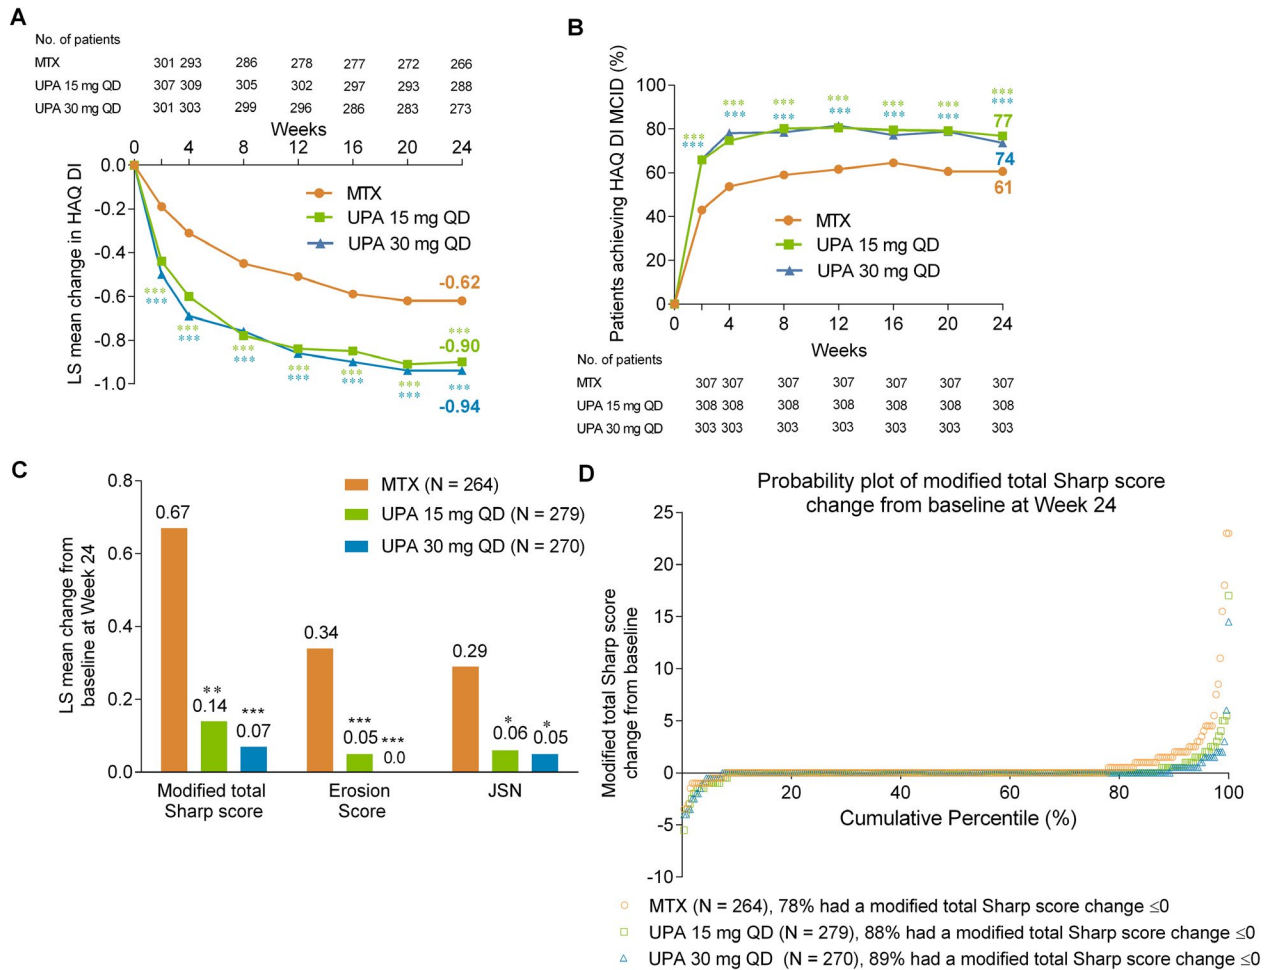 A
No. of patients
MTX 301 293 286 278 277 272 266
UPA 15 mg QD 307 309 305 302 297 293 288
UPA 30 mg QD 301 303 299 296 286 283 273
Weeks
0 4 8 12 16 20 24
LS mean change in HAQ DI
0.0
-0.2
-0.4
-0.6
-0.8
-1.0
MTX
UPA 15 mg QD
UPA 30 mg QD
-0.62
***
-0.90
***
-0.94
*** *** *** *** *** ***
*** *** *** *** *** ***
B
Patients achieving HAQ DI MCID (%)
100
80
60
40
20
0
*** *** *** *** *** *** ***
*** *** *** *** *** *** ***
77
74
61
MTX
UPA 15 mg QD
UPA 30 mg QD
0 4 8 12 16 20 24
Weeks
No. of patients
MTX 307 307 307 307 307 307 307
UPA 15 mg QD 308 308 308 308 308 308 308
UPA 30 mg QD 303 303 303 303 303 303 303
C
LS mean change from
baseline at Week 24
0.8
0.6
0.4
0.2
0.0
MTX (N = 264)
UPA 15 mg QD (N = 279)
UPA 30 mg QD (N = 270)
0.67
**
0.14
***
0.07
0.34
***
0.05
***
0.0
0.29
*
0.06
*
0.05
Modified total
Sharp score
Erosion
Score
JSN
D
Probability plot of modified total Sharp score
change from baseline at Week 24
Modified total Sharp score
change from baseline
25
20
15
10
5
0
-5
-10
20 40 60 80 100
Cumulative Percentile (%)
MTX (N = 264), 78% had a modified total Sharp score change ≤0
UPA 15 mg QD (N = 279), 88% had a modified total Sharp score change ≤0
UPA 30 mg QD (N = 270), 89% had a modified total Sharp score change ≤0